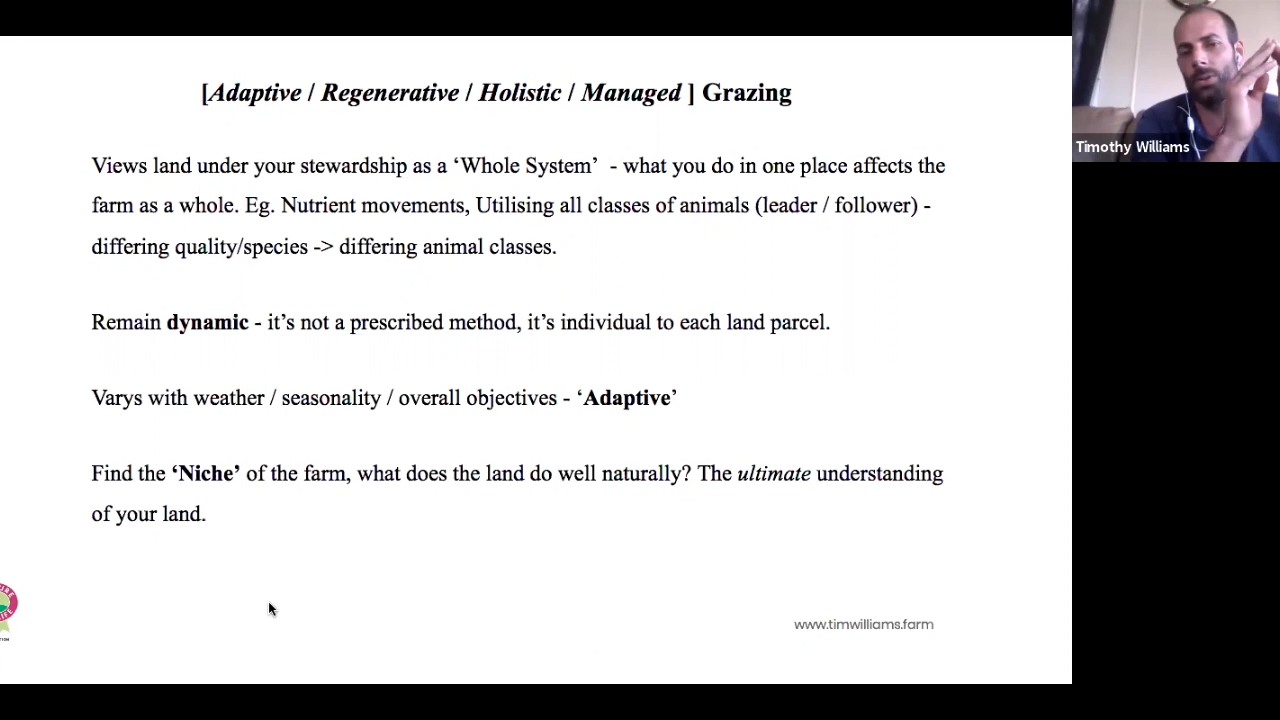 [Adaptive / Regenerative / Holistic / Managed ] Grazing
Views land under your stewardship as a ‘Whole System’ - what you do in one place affects the
farm as a whole. Eg. Nutrient movements, Utilising all classes of animals (leader / follower) -
differing quality/species -> differing animal classes.
Remain dynamic - it’s not a prescribed method, it’s individual to each land parcel.
Varys with weather / seasonality / overall objectives - ‘Adaptive’
Find the ‘Niche’ of the farm, what does the land do well naturally? The ultimate understanding
of your land.
www.timwilliams.farm
Timothy Williams